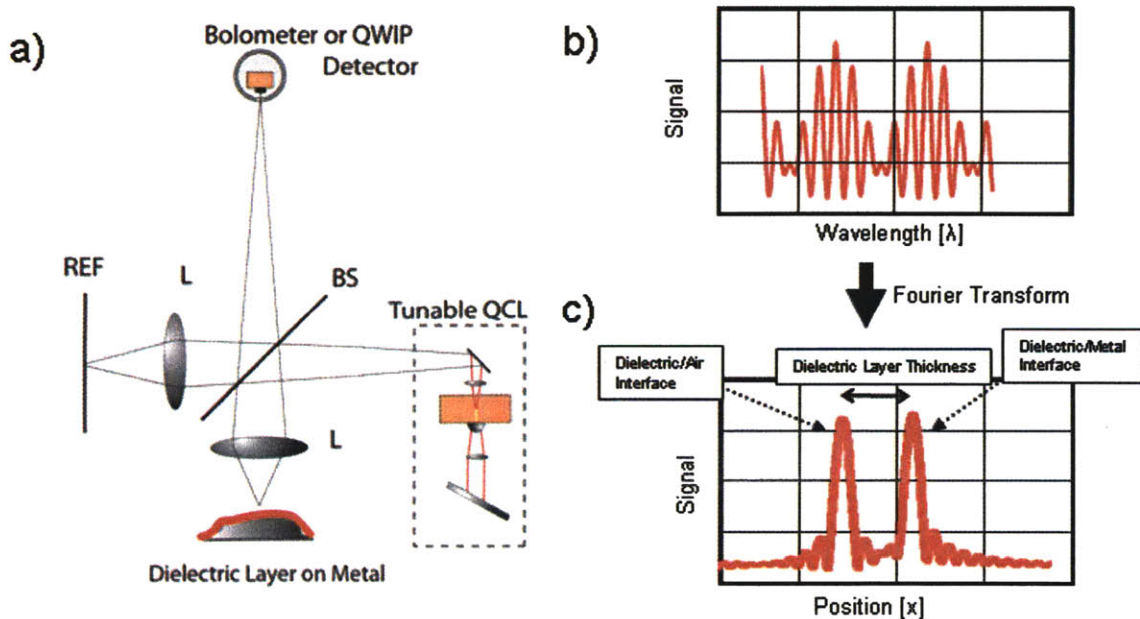 a)
Bolometer or QWIP
Detector
REF
L
BS
Tunable QCL
L
Dielectric Layer on Metal
b)
Signal
Wavelength [λ]
Fourier Transform
c)
Dielectric/Air
Interface
Dielectric Layer Thickness
Dielectric/Metal
Interface
Signal
Position [x]